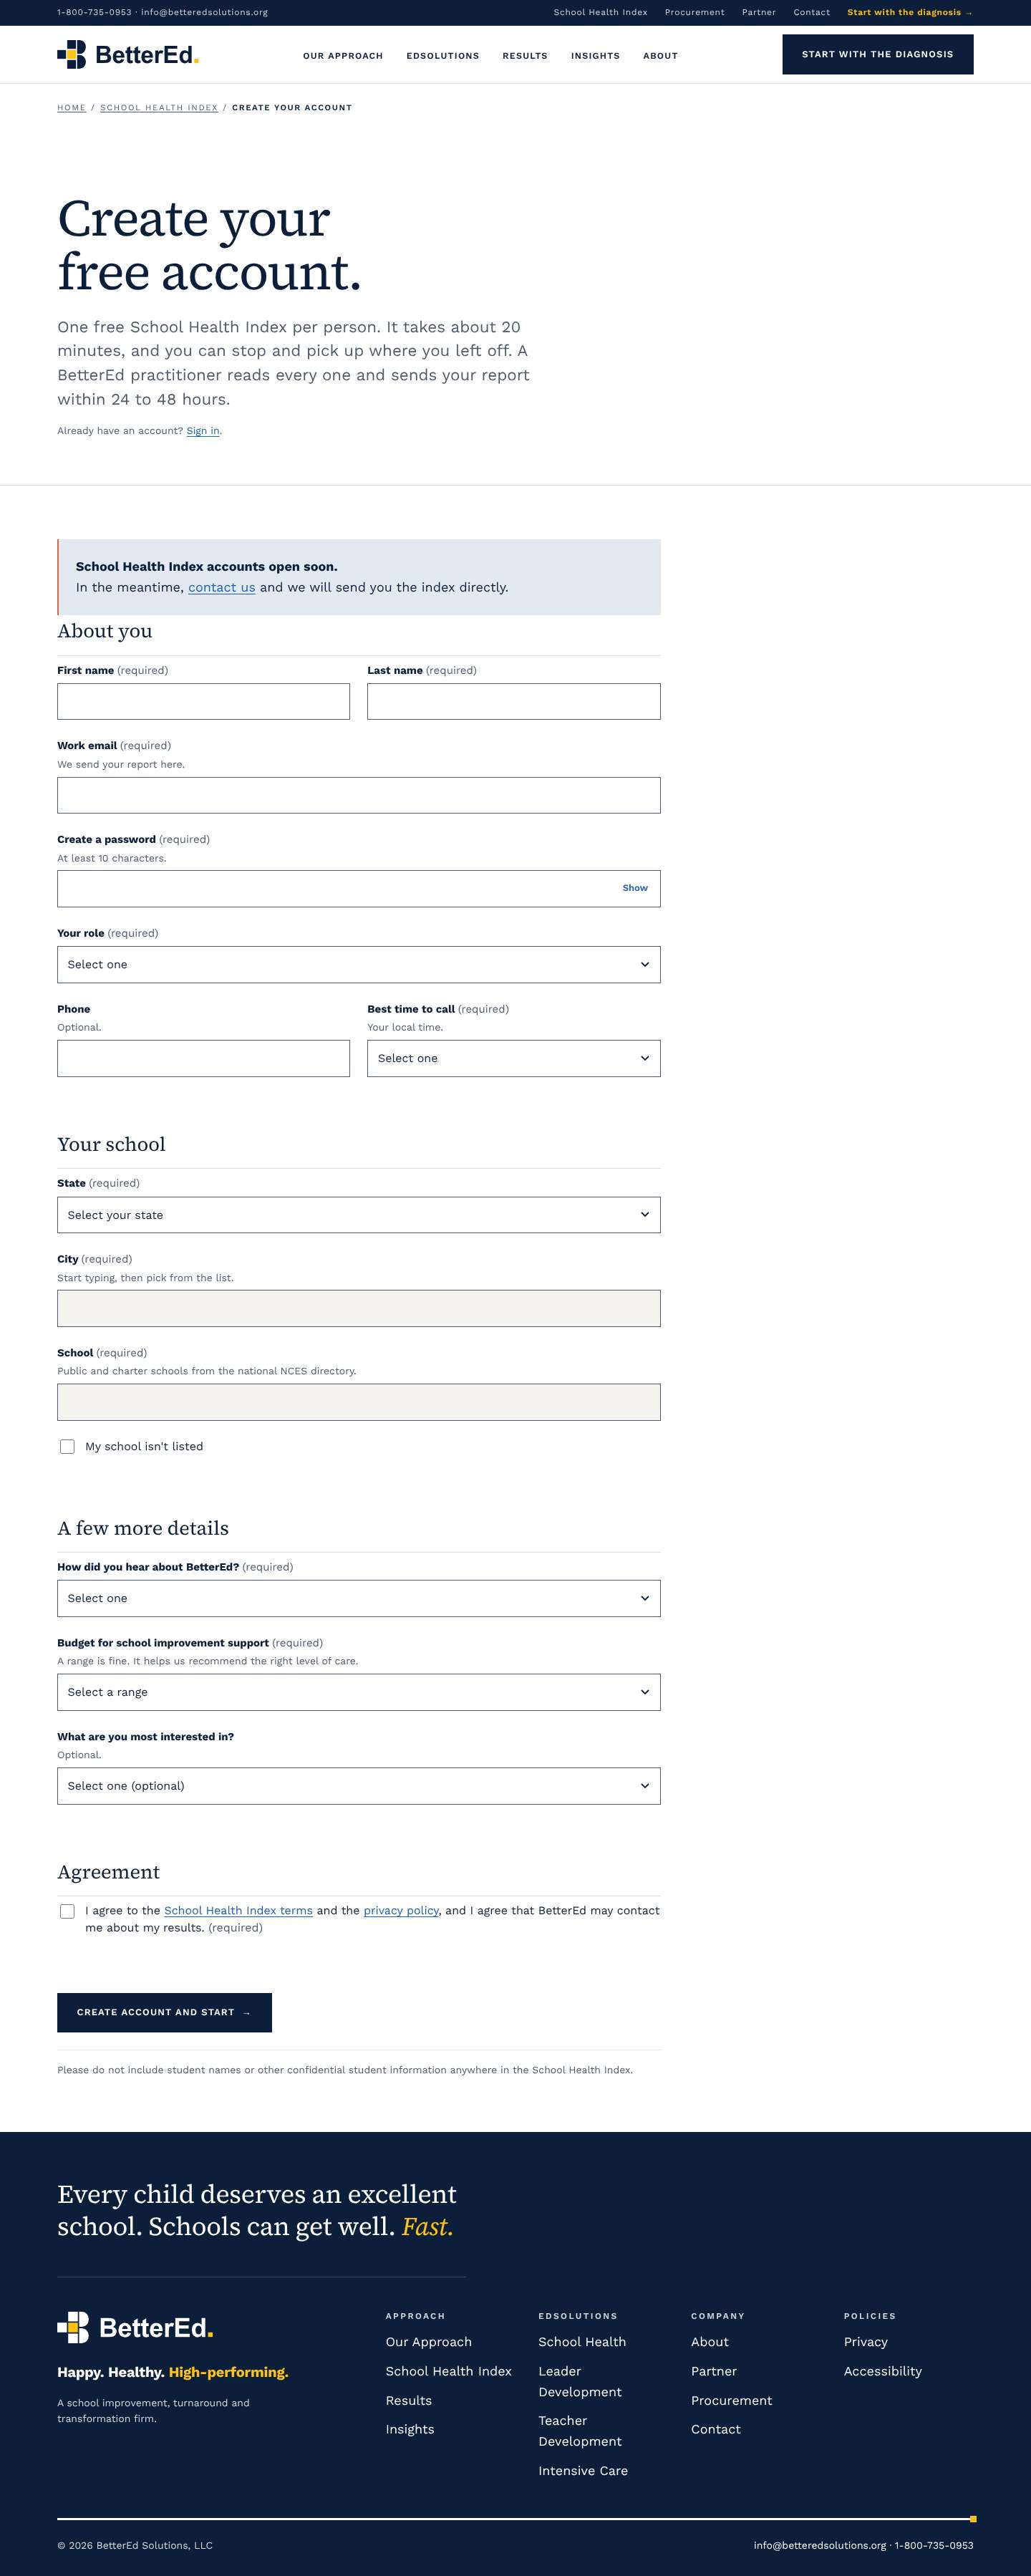 1-800-735-0953 · info@betteredsolutions.org
School Health Index Procurement Partner Contact Start with the diagnosis →
BetterEd.
OUR APPROACH EDSOLUTIONS RESULTS INSIGHTS ABOUT
START WITH THE DIAGNOSIS
HOME / SCHOOL HEALTH INDEX / CREATE YOUR ACCOUNT
Create your
free account.
One free School Health Index per person. It takes about 20
minutes, and you can stop and pick up where you left off. A
BetterEd practitioner reads every one and sends your report
within 24 to 48 hours.
Already have an account? Sign in.
School Health Index accounts open soon.
In the meantime, contact us and we will send you the index directly.
About you
First name (required)
Last name (required)
Work email (required)
We send your report here.
Create a password (required)
At least 10 characters.
Show
Your role (required)
Select one
Phone
Optional.
Best time to call (required)
Your local time.
Select one
Your school
State (required)
Select your state
City (required)
Start typing, then pick from the list.
School (required)
Public and charter schools from the national NCES directory.
My school isn't listed
A few more details
How did you hear about BetterEd? (required)
Select one
Budget for school improvement support (required)
A range is fine. It helps us recommend the right level of care.
Select a range
What are you most interested in?
Optional.
Select one (optional)
Agreement
I agree to the School Health Index terms and the privacy policy, and I agree that BetterEd may contact
me about my results. (required)
CREATE ACCOUNT AND START →
Please do not include student names or other confidential student information anywhere in the School Health Index.
Every child deserves an excellent
school. Schools can get well. Fast.
BetterEd.
Happy. Healthy. High-performing.
A school improvement, turnaround and
transformation firm.
APPROACH
Our Approach
School Health Index
Results
Insights
EDSOLUTIONS
School Health
Leader
Development
Teacher
Development
Intensive Care
COMPANY
About
Partner
Procurement
Contact
POLICIES
Privacy
Accessibility
© 2026 BetterEd Solutions, LLC
info@betteredsolutions.org · 1-800-735-0953